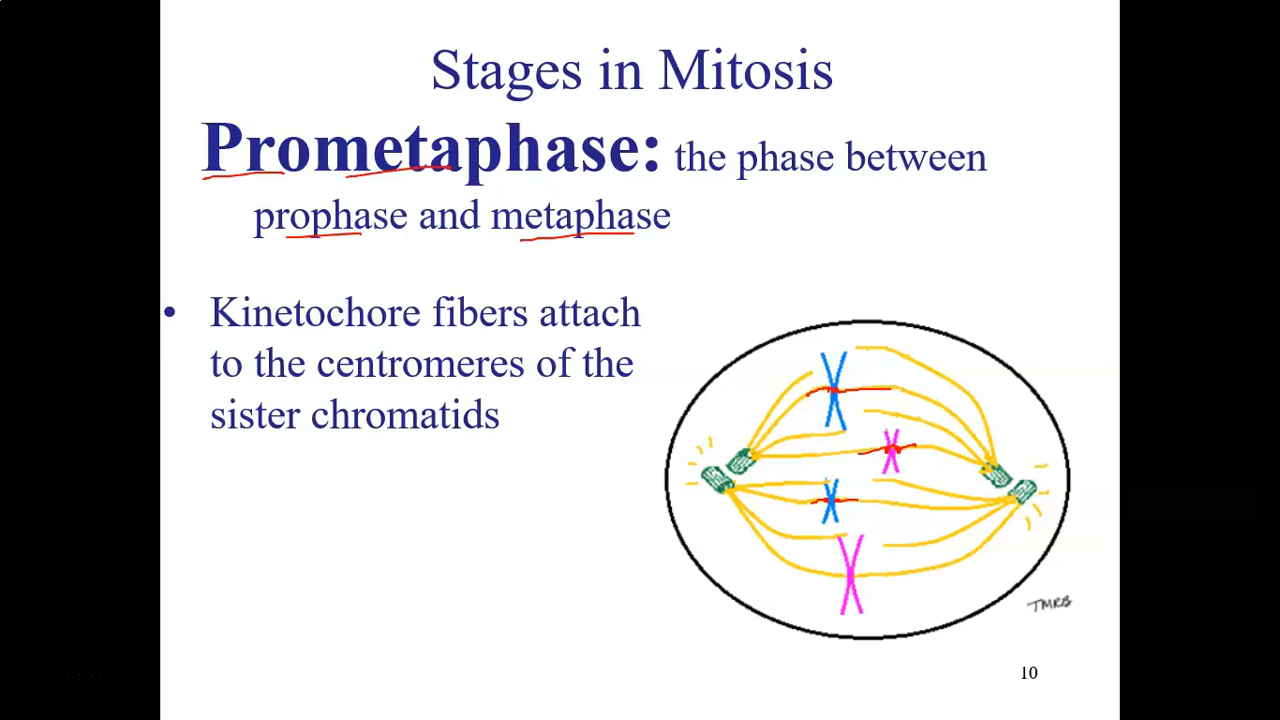 Stages in Mitosis
Prometaphase: the phase between
prophase and metaphase
• Kinetochore fibers attach
to the centromeres of the
sister chromatids
TMRB
10